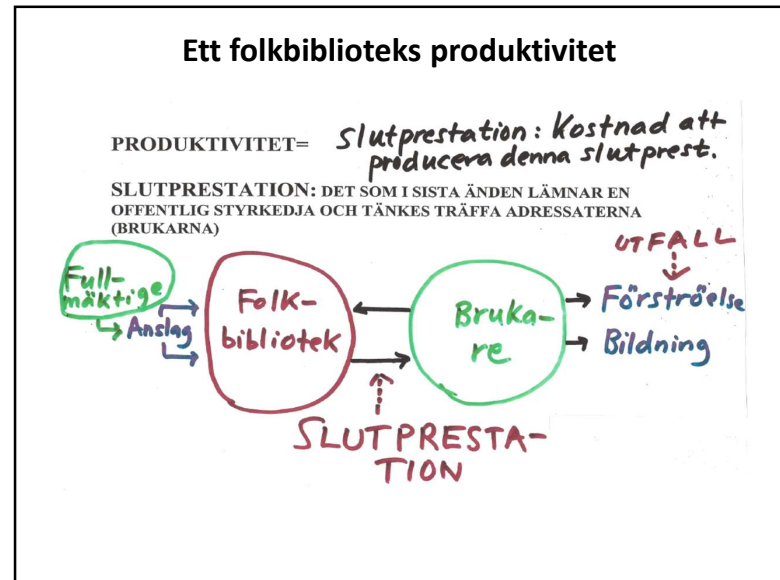 Ett folkbiblioteks produktivitet
PRODUKTIVITET= Slutprestation: Kostnad att
producera denna slutprest.
SLUTPRESTATION: DET SOM I SISTA ÄNDEN LÄMNAR EN
OFFENTLIG STYRKEDJA OCH TÄNKES TRÄFFA ADRESSATERNA
(BRUKARNA)
UTFALL
Full-
mäktige
Anslag
Folk-
bibliotek
Bruka-
re
Förströelse
Bildning
SLUTPRESTA-
TION